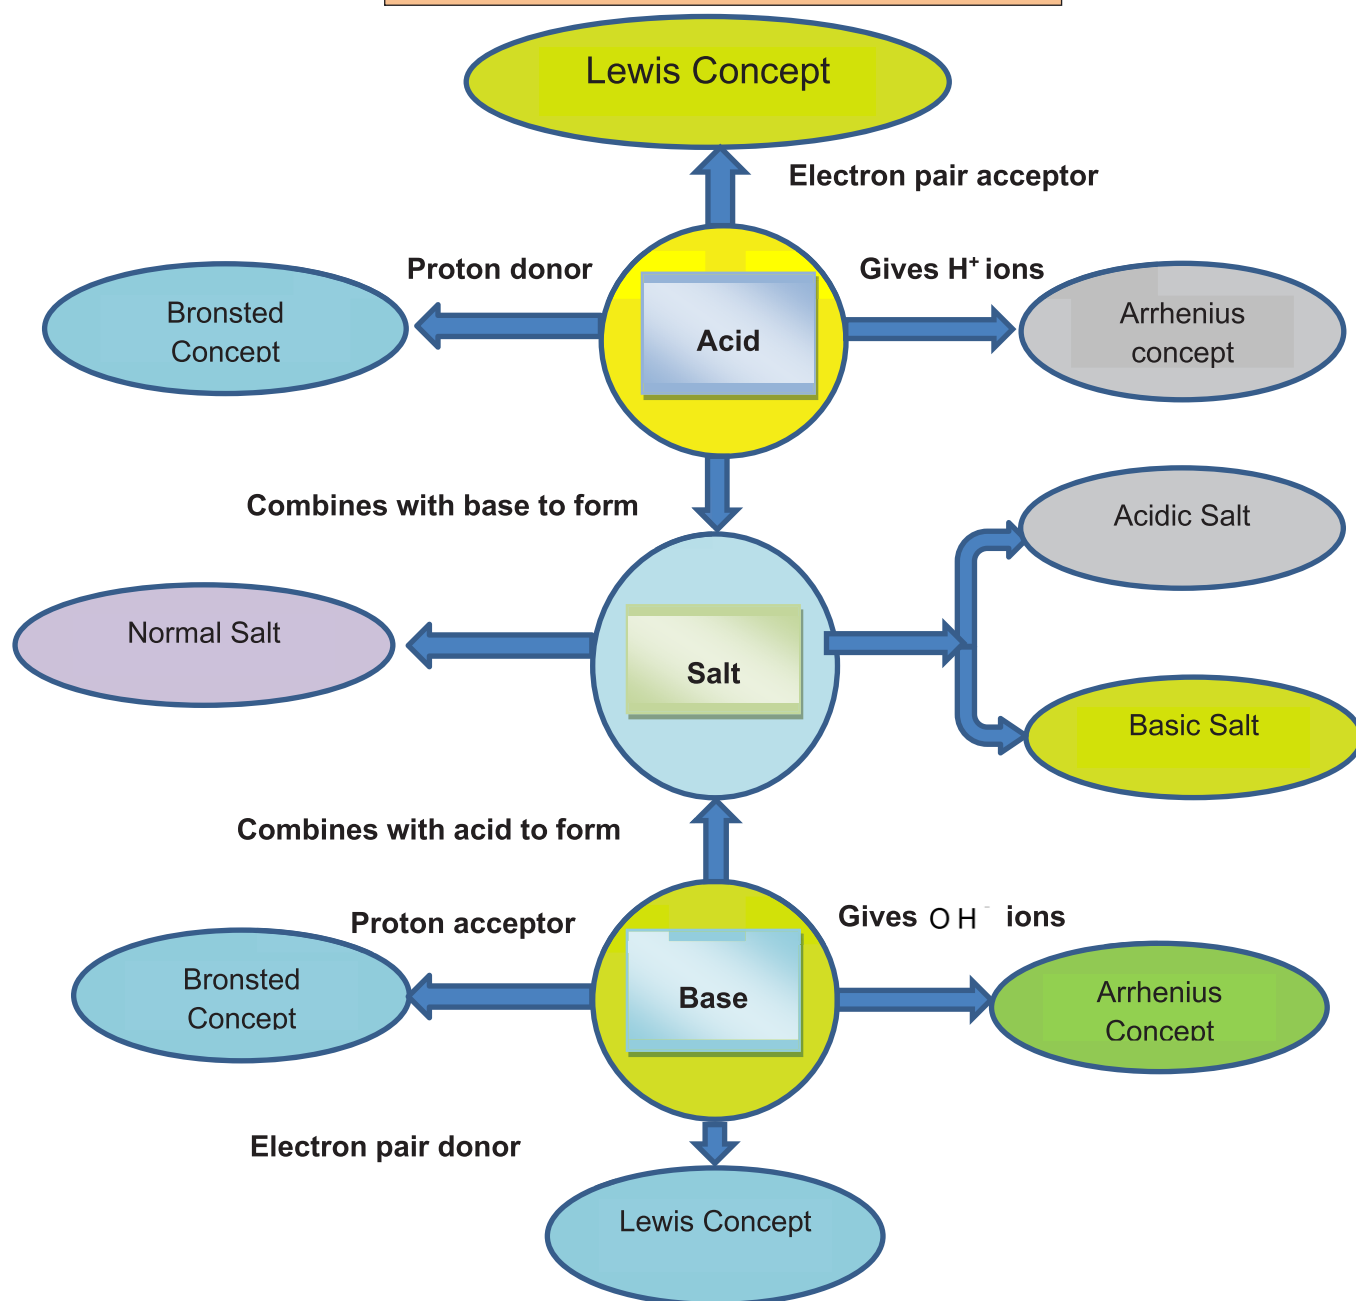 Lewis Concept
Electron pair acceptor
Proton donor
Gives H⁺ ions
Bronsted
Concept
Acid
Arrhenius
concept
Combines with base to form
Acidic Salt
Normal Salt
Salt
Basic Salt
Combines with acid to form
Proton acceptor
Gives OH⁻ ions
Bronsted
Concept
Base
Arrhenius
Concept
Electron pair donor
Lewis Concept